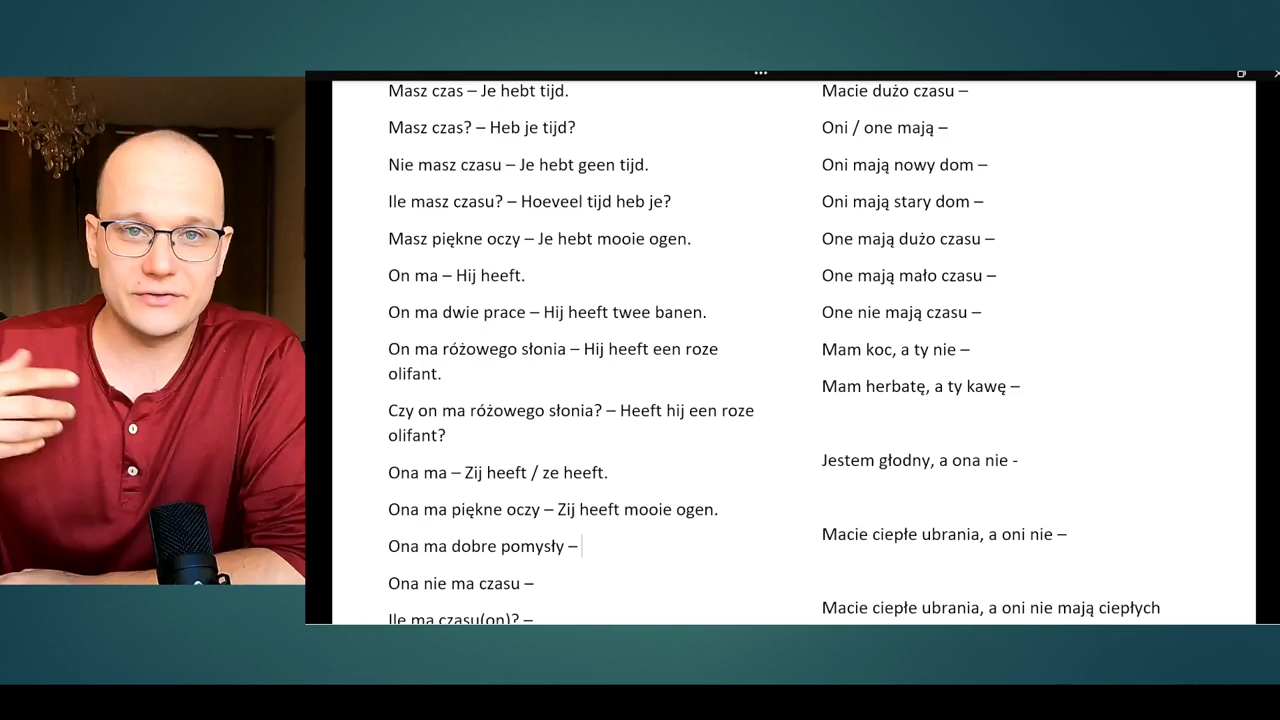 Masz czas – Je hebt tijd.
Masz czas? – Heb je tijd?
Nie masz czasu – Je hebt geen tijd.
Ile masz czasu? – Hoeveel tijd heb je?
Masz piękne oczy – Je hebt mooie ogen.
On ma – Hij heeft.
On ma dwie prace – Hij heeft twee banen.
On ma różowego słonia – Hij heeft een roze
olifant.
Czy on ma różowego słonia? – Heeft hij een roze
olifant?
Ona ma – Zij heeft / ze heeft.
Ona ma piękne oczy – Zij heeft mooie ogen.
Ona ma dobre pomysły –
Ona nie ma czasu –
Ile ma czasu(on)? –
Macie dużo czasu –
Oni / one mają –
Oni mają nowy dom –
Oni mają stary dom –
One mają dużo czasu –
One mają mało czasu –
One nie mają czasu –
Mam koc, a ty nie –
Mam herbatę, a ty kawę –
Jestem głodny, a ona nie -
Macie ciepłe ubrania, a oni nie –
Macie ciepłe ubrania, a oni nie mają ciepłych